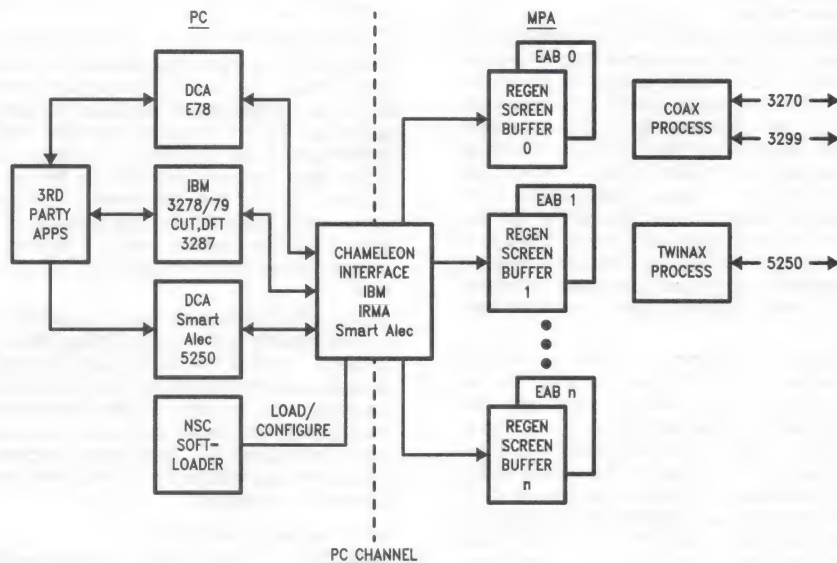 PC
MPA
DCA
E78
IBM
3278/79
CUT,DFT
3287
3RD
PARTY
APPS
DCA
Smart
Alec
5250
NSC
SOFT-
LOADER
LOAD/
CONFIGURE
CHAMELEON
INTERFACE
IBM
IRMA
Smart Alec
EAB 0
REGEN
SCREEN
BUFFER
0
EAB 1
REGEN
SCREEN
BUFFER
1
EAB n
REGEN
SCREEN
BUFFER
n
COAX
PROCESS
3270
3299
TWINAX
PROCESS
5250
PC CHANNEL